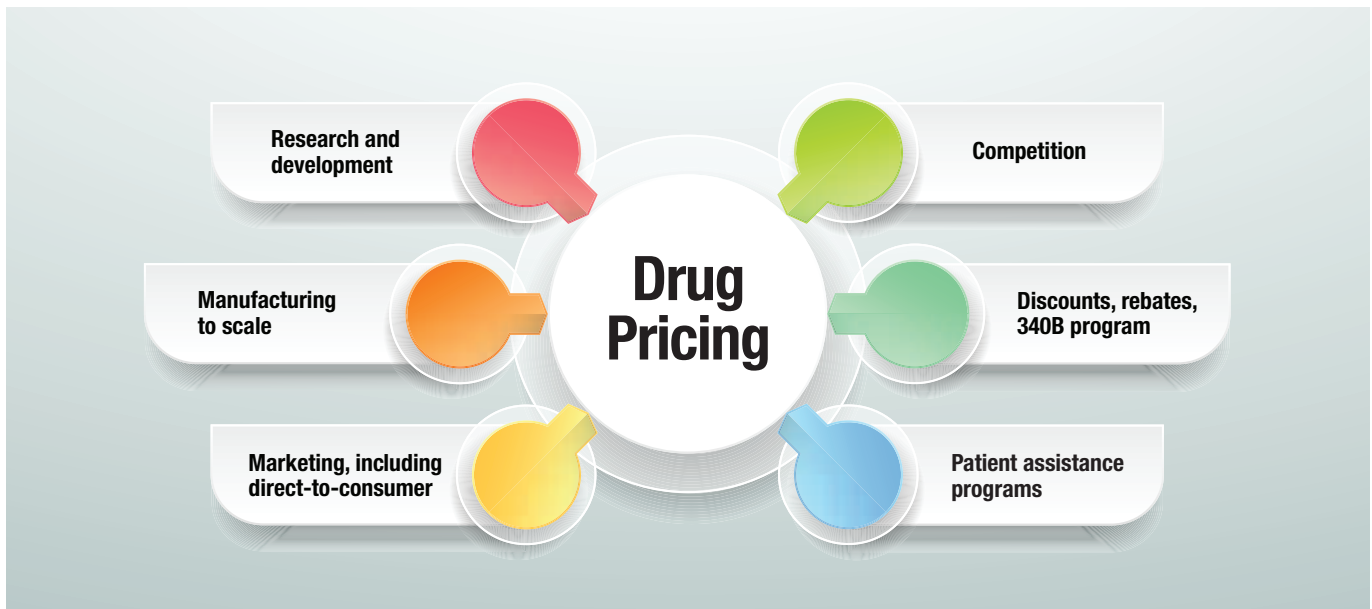 Drug
Pricing
Research and
development
Manufacturing
to scale
Marketing, including
direct-to-consumer
Competition
Discounts, rebates,
340B program
Patient assistance
programs